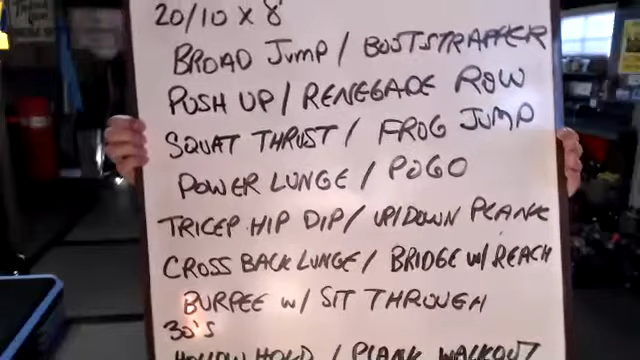 20/10 x 8
BROAD JUMP / BOOTSTRAPPER
PUSH UP / RENEGADE ROW
SQUAT THRUST / FROG JUMP
POWER LUNGE / POGO
TRICEP HIP DIP / UP/DOWN PLANK
CROSS BACK LUNGE / BRIDGE W/ REACH
BURPEE W/ SIT THROUGH
30'S
HOLLOW HOLD / PLANK WALKOUT